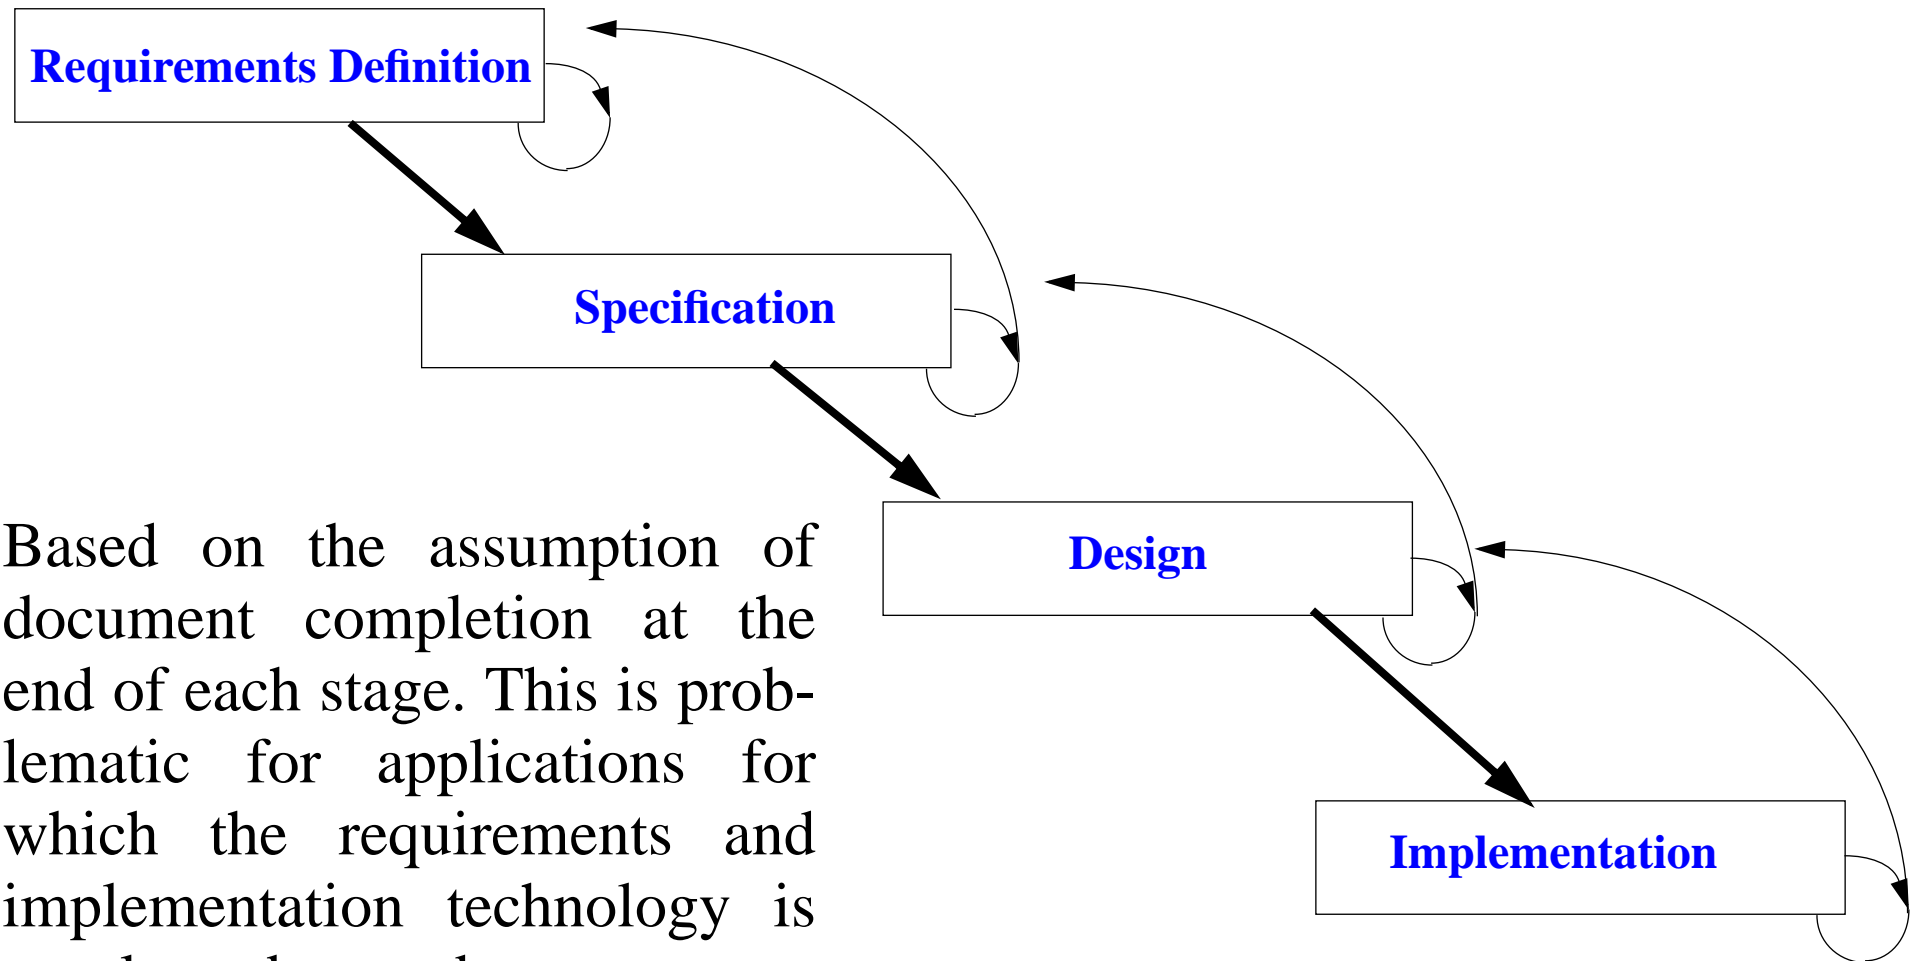 Requirements Definition
Specification
Design
Implementation
Based on the assumption of
document completion at the
end of each stage. This is prob-
lematic for applications for
which the requirements and
implementation technology is